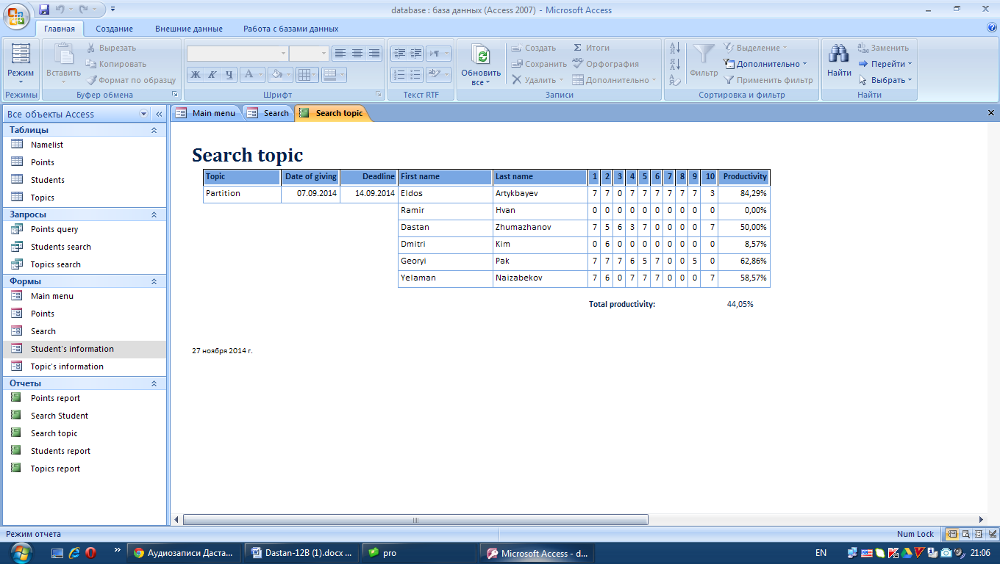 database : база данных (Access 2007) - Microsoft Access
Главная Создание Внешние данные Работа с базами данных
Режим
Режимы
Вставить
Вырезать
Копировать
Формат по образцу
Буфер обмена
Ж К Ч A
Шрифт
Текст RTF
Обновить все
Создать
Сохранить
Удалить
Итоги
Орфография
Дополнительно
Записи
Фильтр
Выделение
Дополнительно
Применить фильтр
Сортировка и фильтр
Найти
Заменить
Перейти
Выбрать
Найти
Все объекты Access
Таблицы
Namelist
Points
Students
Topics
Запросы
Points query
Students search
Topics search
Формы
Main menu
Points
Search
Student's information
Topic's information
Отчеты
Points report
Search Student
Search topic
Students report
Topics report
Main menu Search Search topic
Search topic
Topic Date of giving Deadline First name Last name 1 2 3 4 5 6 7 8 9 10 Productivity
Partition 07.09.2014 14.09.2014 Eldos Artykbayev 7 7 0 7 7 7 7 7 7 3 84,29%
Ramir Hvan 0 0 0 0 0 0 0 0 0 0 0,00%
Dastan Zhumazhanov 7 5 6 3 7 0 0 0 0 7 50,00%
Dmitri Kim 0 6 0 0 0 0 0 0 0 0 8,57%
Georyi Pak 7 7 7 6 5 7 0 0 5 0 62,86%
Yelaman Naizabekov 7 6 0 7 7 7 0 0 0 7 58,57%
Total productivity: 44,05%
27 ноября 2014 г.
Режим отчета
Num Lock
Аудиозаписи Даста... Dastan-12B (1).docx ... pro Microsoft Access - d...
EN 21:06